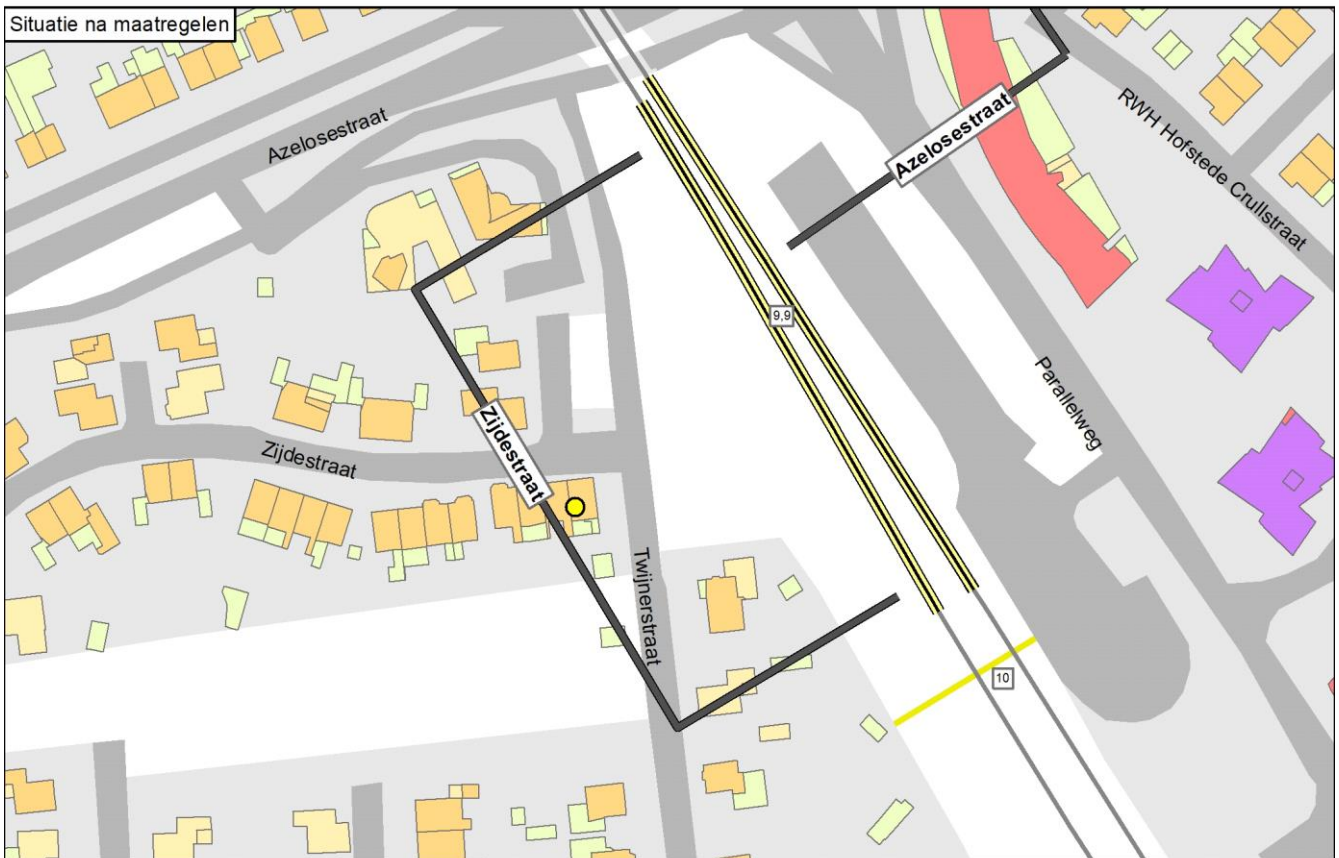 Situatie na maatregelen
Azelosestraat
Azelosestraat
RWH Hofstede Crullstraat
9,9
Parallelweg
Zijdestraat
Zijdestraat
Twijnerstraat
10